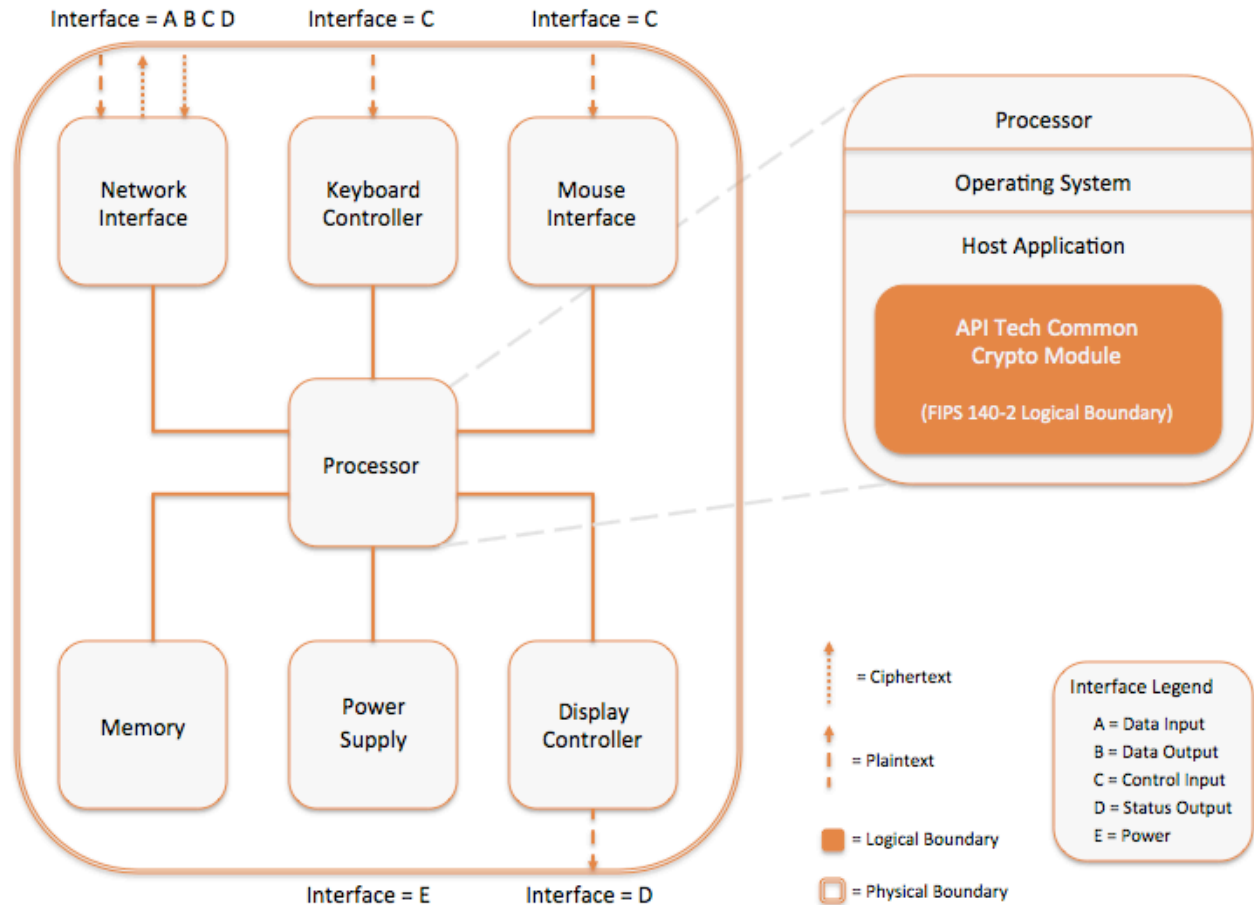 Interface = A B C D
Interface = C
Interface = C
Network
Interface
Keyboard
Controller
Mouse
Interface
Processor
Memory
Power
Supply
Display
Controller
Interface = E
Interface = D
Processor
Operating System
Host Application
API Tech Common
Crypto Module
(FIPS 140-2 Logical Boundary)
= Ciphertext
= Plaintext
= Logical Boundary
= Physical Boundary
Interface Legend
A = Data Input
B = Data Output
C = Control Input
D = Status Output
E = Power